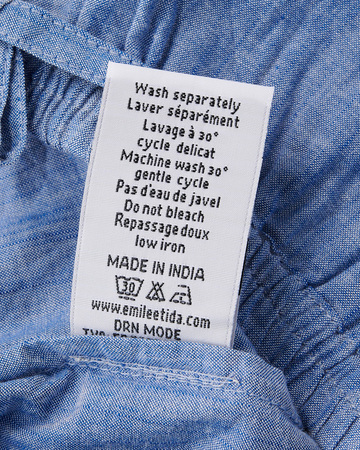 Wash separately
Laver séparément
Lavage à 30°
cycle delicat
Machine wash 30°
gentle cycle
Pas d'eau de javel
Do not bleach
Repassage doux
low iron
MADE IN INDIA
30
www.emileetida.com
DRN MODE